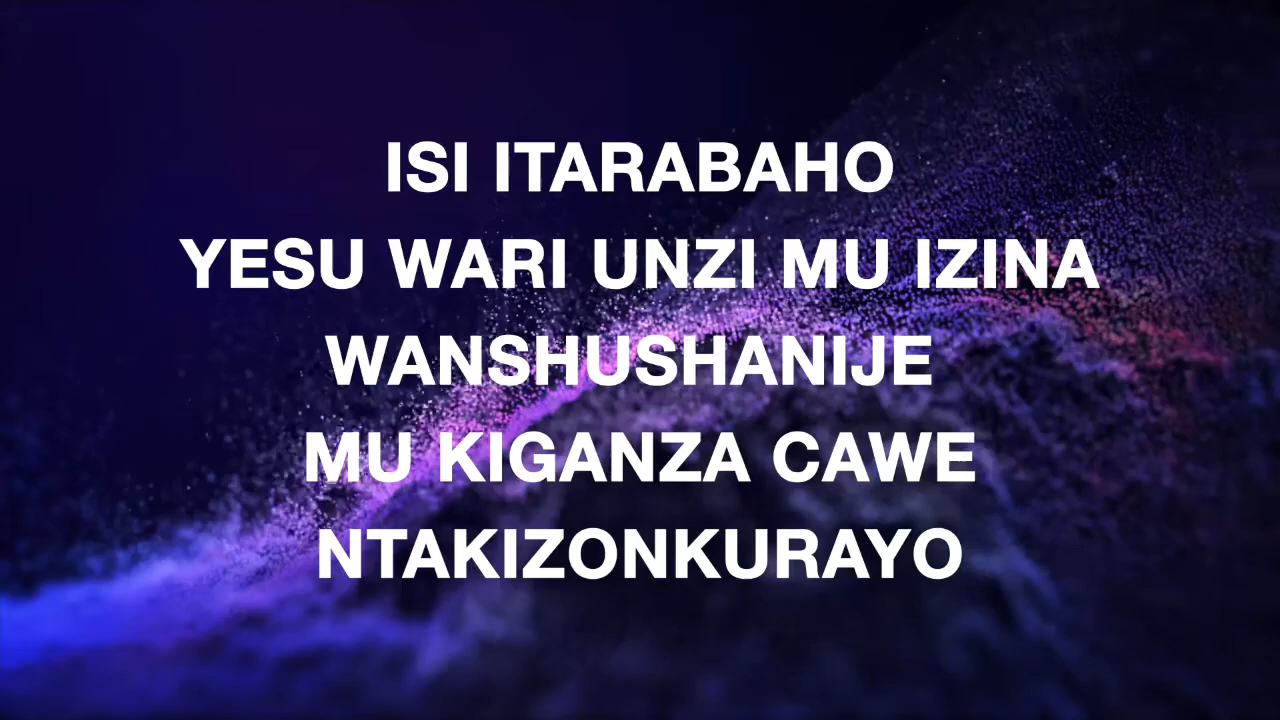 ISI ITARABAHO
YESU WARI UNZI MU IZINA
WANSHUSHANIJE
MU KIGANZA CAWE
NTAKIZONKURAYO